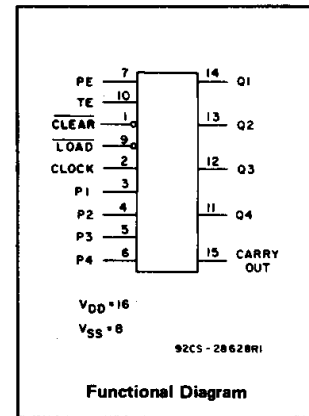 PE 7 14 Q1
TE 10
CLEAR 1 13 Q2
LOAD 9
CLOCK 2 12 Q3
P1 3
P2 4 11 Q4
P3 5
P4 6 15 CARRY OUT
VDD = 16
VSS = 8
92CS-28628R1
Functional Diagram